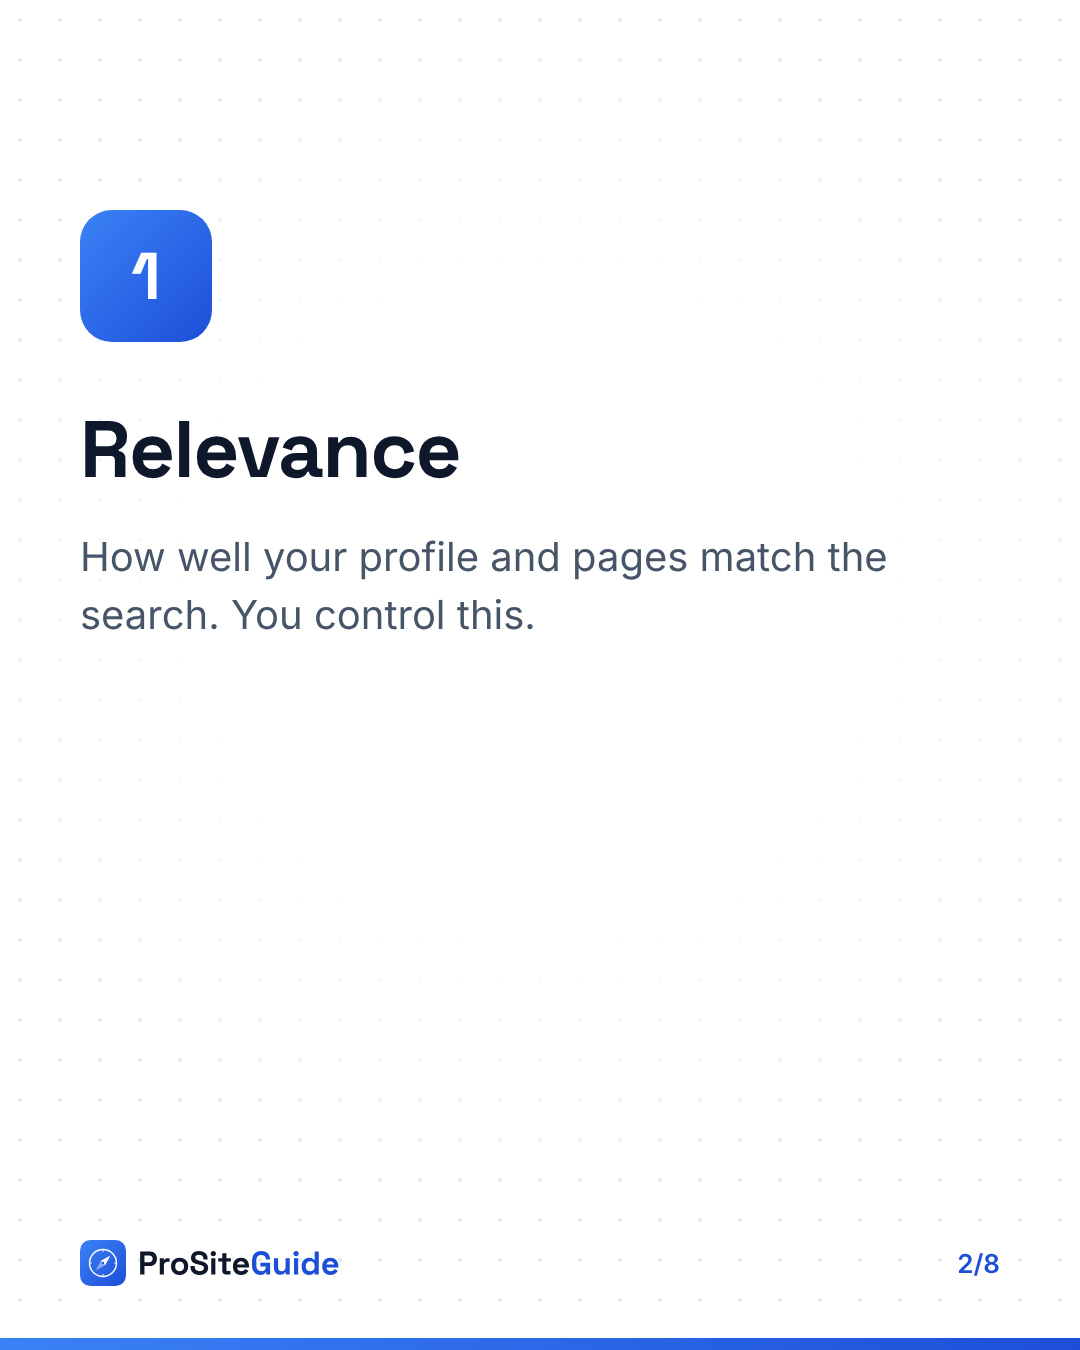 1
Relevance
How well your profile and pages match the
search. You control this.
ProSiteGuide
2/8